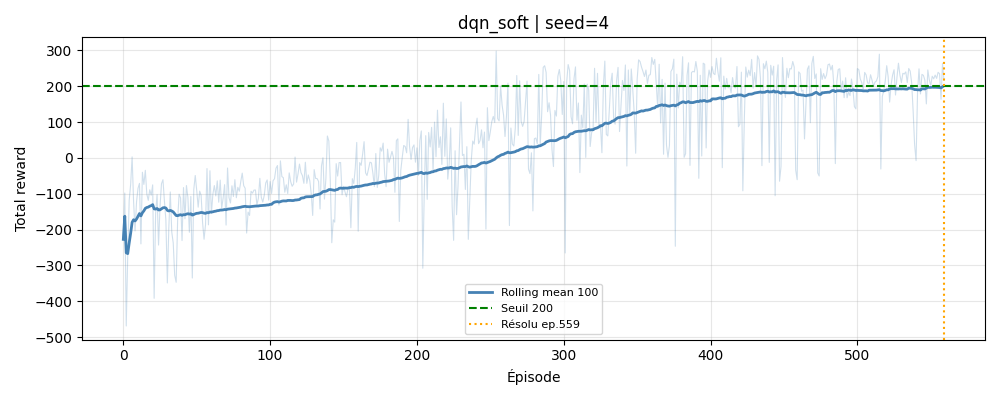 dqn_soft | seed=4
Total reward
300
200
100
0
−100
−200
−300
−400
−500
Rolling mean 100
Seuil 200
Résolu ep.559
0 100 200 300 400 500
Épisode